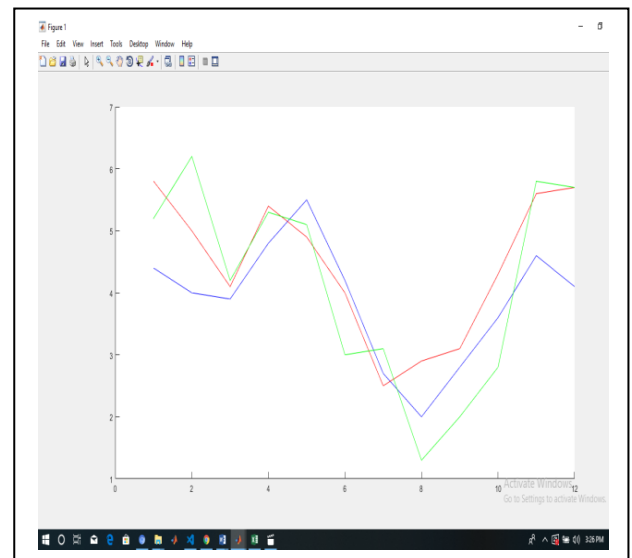 Figure 1
File Edit View Insert Tools Desktop Window Help
7
6
5
4
3
2
1
0 2 4 6 8 10 12
Activate Windows
Go to Settings to activate Windows.
3:26 PM